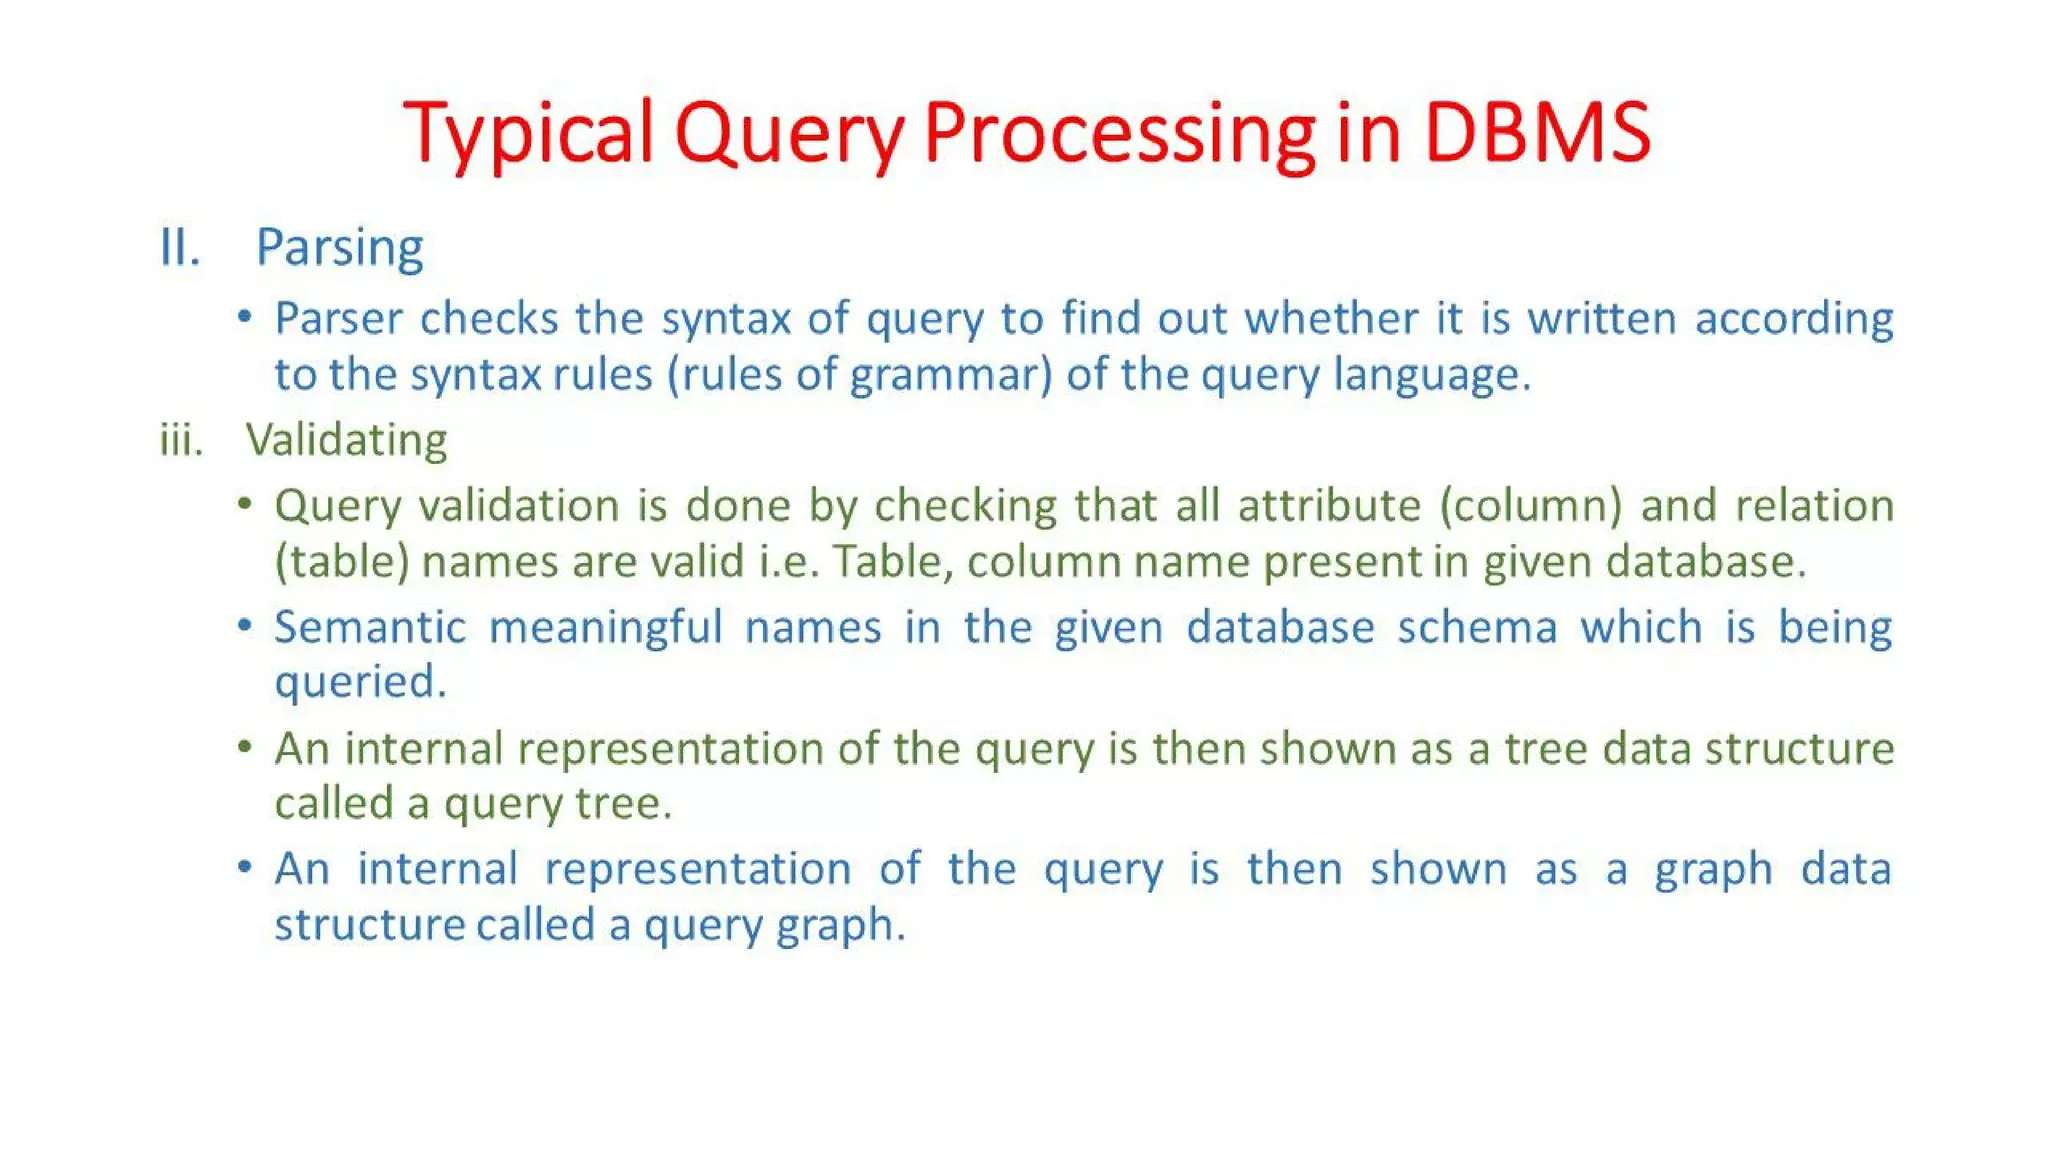 Typical Query Processing in DBMS
II. Parsing
• Parser checks the syntax of query to find out whether it is written according
to the syntax rules (rules of grammar) of the query language.
iii. Validating
• Query validation is done by checking that all attribute (column) and relation
(table) names are valid i.e. Table, column name present in given database.
• Semantic meaningful names in the given database schema which is being
queried.
• An internal representation of the query is then shown as a tree data structure
called a query tree.
• An internal representation of the query is then shown as a graph data
structure called a query graph.